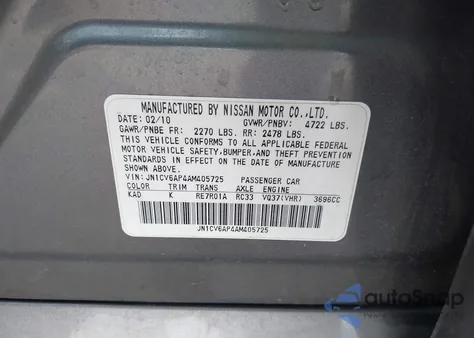 MANUFACTURED BY NISSAN MOTOR CO.,LTD.
DATE: 02/10 GVWR/PNBV: 4722 LBS.
GAWR/PNBE FR: 2270 LBS. RR: 2478 LBS.
THIS VEHICLE CONFORMS TO ALL APPLICABLE FEDERAL
MOTOR VEHICLE SAFETY,BUMPER,AND THEFT PREVENTION
STANDARDS IN EFFECT ON THE DATE OF MANUFACTURE
SHOWN ABOVE.
VIN: JN1CV6AP4AM405725 PASSENGER CAR
COLOR TRIM TRANS AXLE ENGINE
KAD K RE7R01A RC33 VQ37(VHR) 3696CC
JN1CV6AP4AM405725
autoSnap